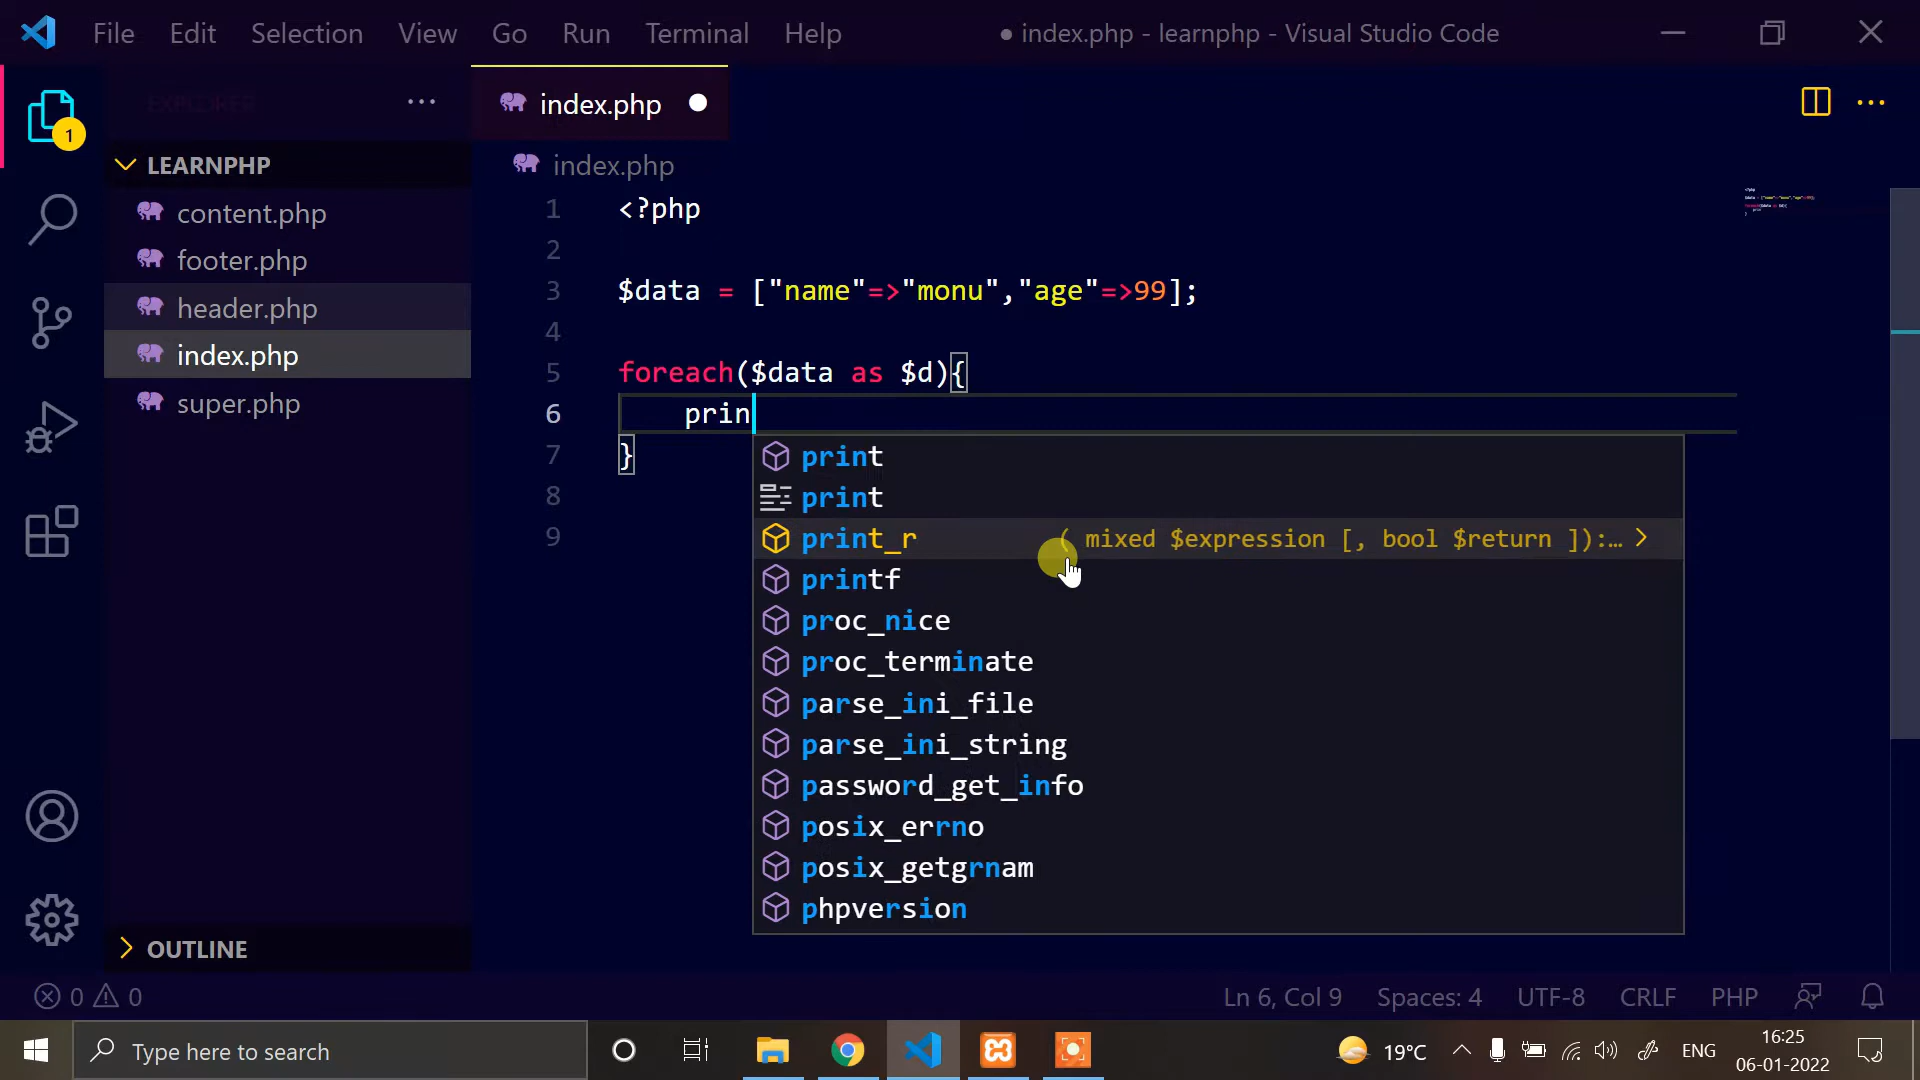 File Edit Selection View Go Run Terminal Help
● index.php - learnphp - Visual Studio Code
EXPLORER
index.php
1
LEARNPHP
index.php
content.php
footer.php
header.php
index.php
super.php
1 <?php
2
3 $data = ["name"=>"monu","age"=>99];
4
5 foreach($data as $d){
6 prin
7 }
8
9
print
print
print_r ( mixed $expression [, bool $return ]):…
printf
proc_nice
proc_terminate
parse_ini_file
parse_ini_string
password_get_info
posix_errno
posix_getgrnam
phpversion
OUTLINE
0 0
Ln 6, Col 9 Spaces: 4 UTF-8 CRLF PHP
Type here to search
19°C
ENG
16:25
06-01-2022